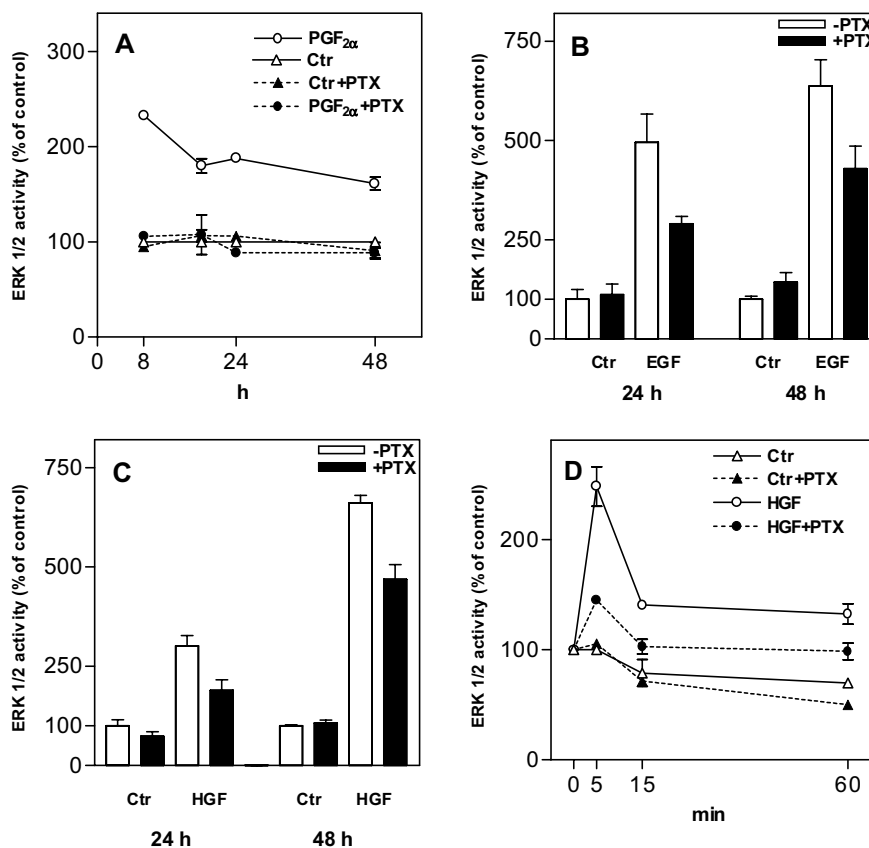 A
PGF2α
Ctr
Ctr+PTX
PGF2α+PTX
ERK 1/2 activity (% of control)
300
200
100
0
0 8 24 48
h
B
-PTX
+PTX
ERK 1/2 activity (% of control)
750
500
250
100
0
Ctr EGF Ctr EGF
24 h 48 h
C
-PTX
+PTX
ERK 1/2 activity (% of control)
750
500
250
100
0
Ctr HGF Ctr HGF
24 h 48 h
D
Ctr
Ctr+PTX
HGF
HGF+PTX
ERK 1/2 activity (% of control)
200
100
0
0 5 15 60
min